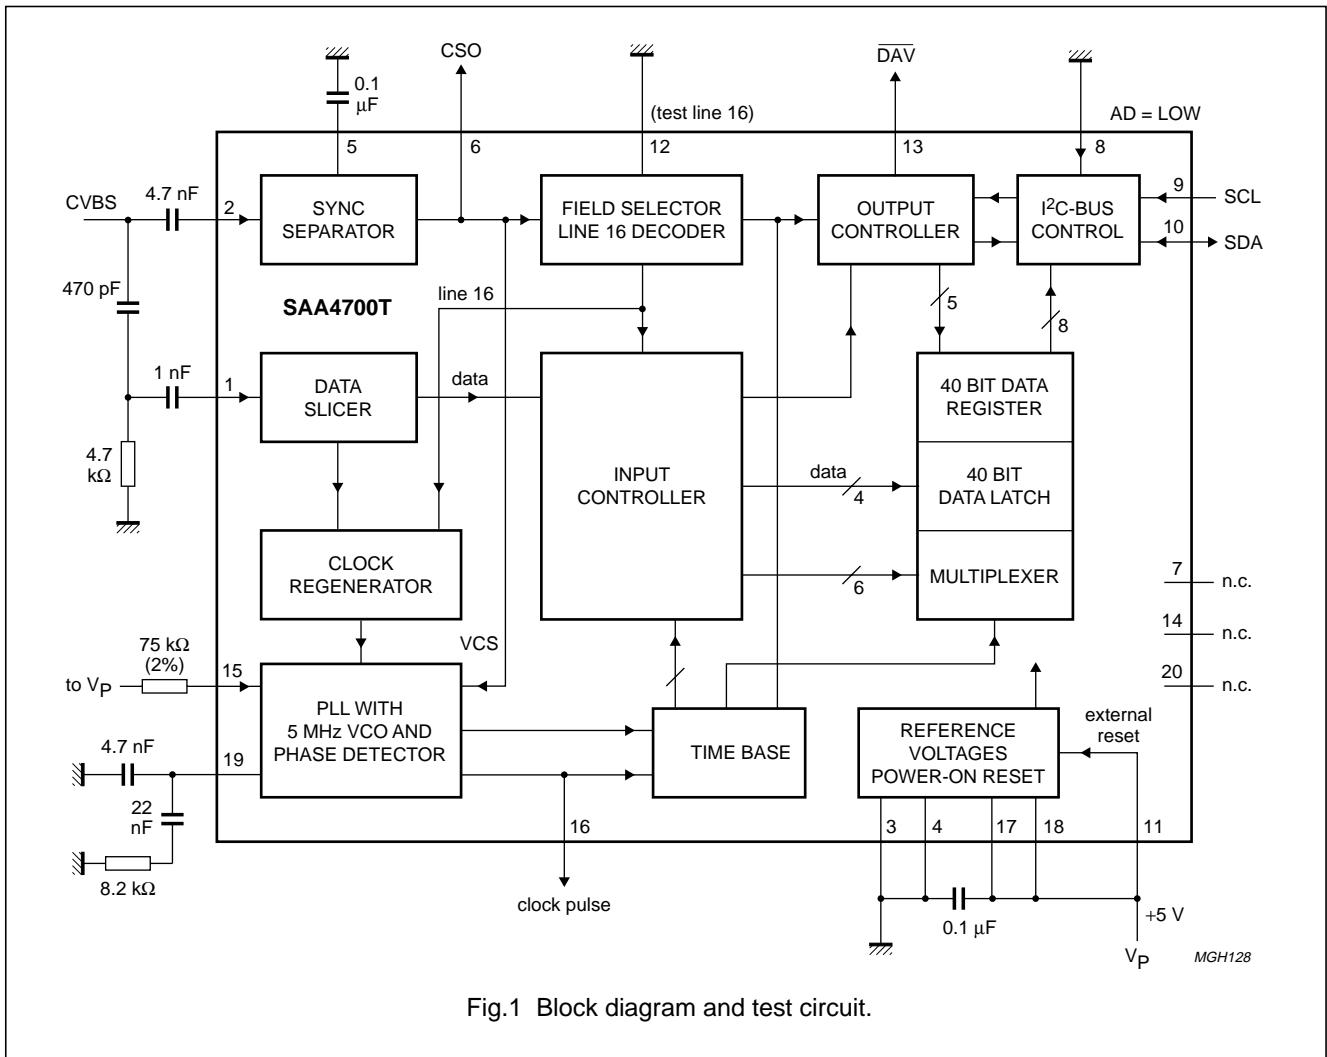 CSO
DAV
0.1
μF
(test line 16)
AD = LOW
5
6
12
13
8
CVBS
4.7 nF
2
SYNC
SEPARATOR
FIELD SELECTOR
LINE 16 DECODER
OUTPUT
CONTROLLER
I²C-BUS
CONTROL
9
SCL
10
SDA
470 pF
SAA4700T
line 16
5
8
1 nF
1
DATA
SLICER
data
40 BIT DATA
REGISTER
4.7
kΩ
INPUT
CONTROLLER
data
4
40 BIT
DATA LATCH
CLOCK
REGENERATOR
6
MULTIPLEXER
7
n.c.
14
n.c.
20
n.c.
75 kΩ
(2%)
to VP
15
VCS
PLL WITH
5 MHz VCO AND
PHASE DETECTOR
TIME BASE
REFERENCE
VOLTAGES
POWER-ON RESET
external
reset
4.7 nF
19
22
nF
8.2 kΩ
16
clock pulse
3
4
17
18
11
0.1 μF
+5 V
VP
MGH128
Fig.1 Block diagram and test circuit.